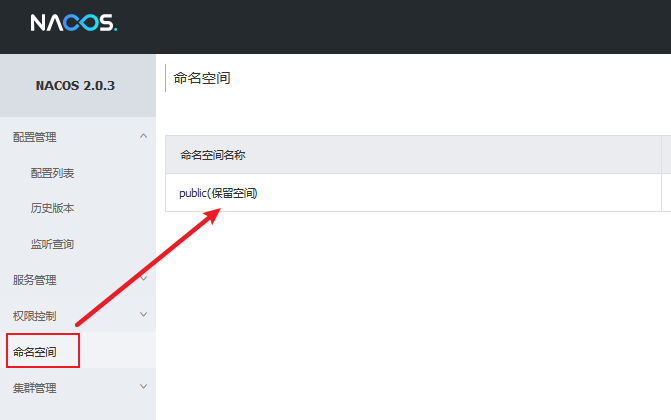 NACOS.
NACOS 2.0.3
配置管理
配置列表
历史版本
监听查询
服务管理
权限控制
命名空间
集群管理
命名空间
命名空间名称
public(保留空间)